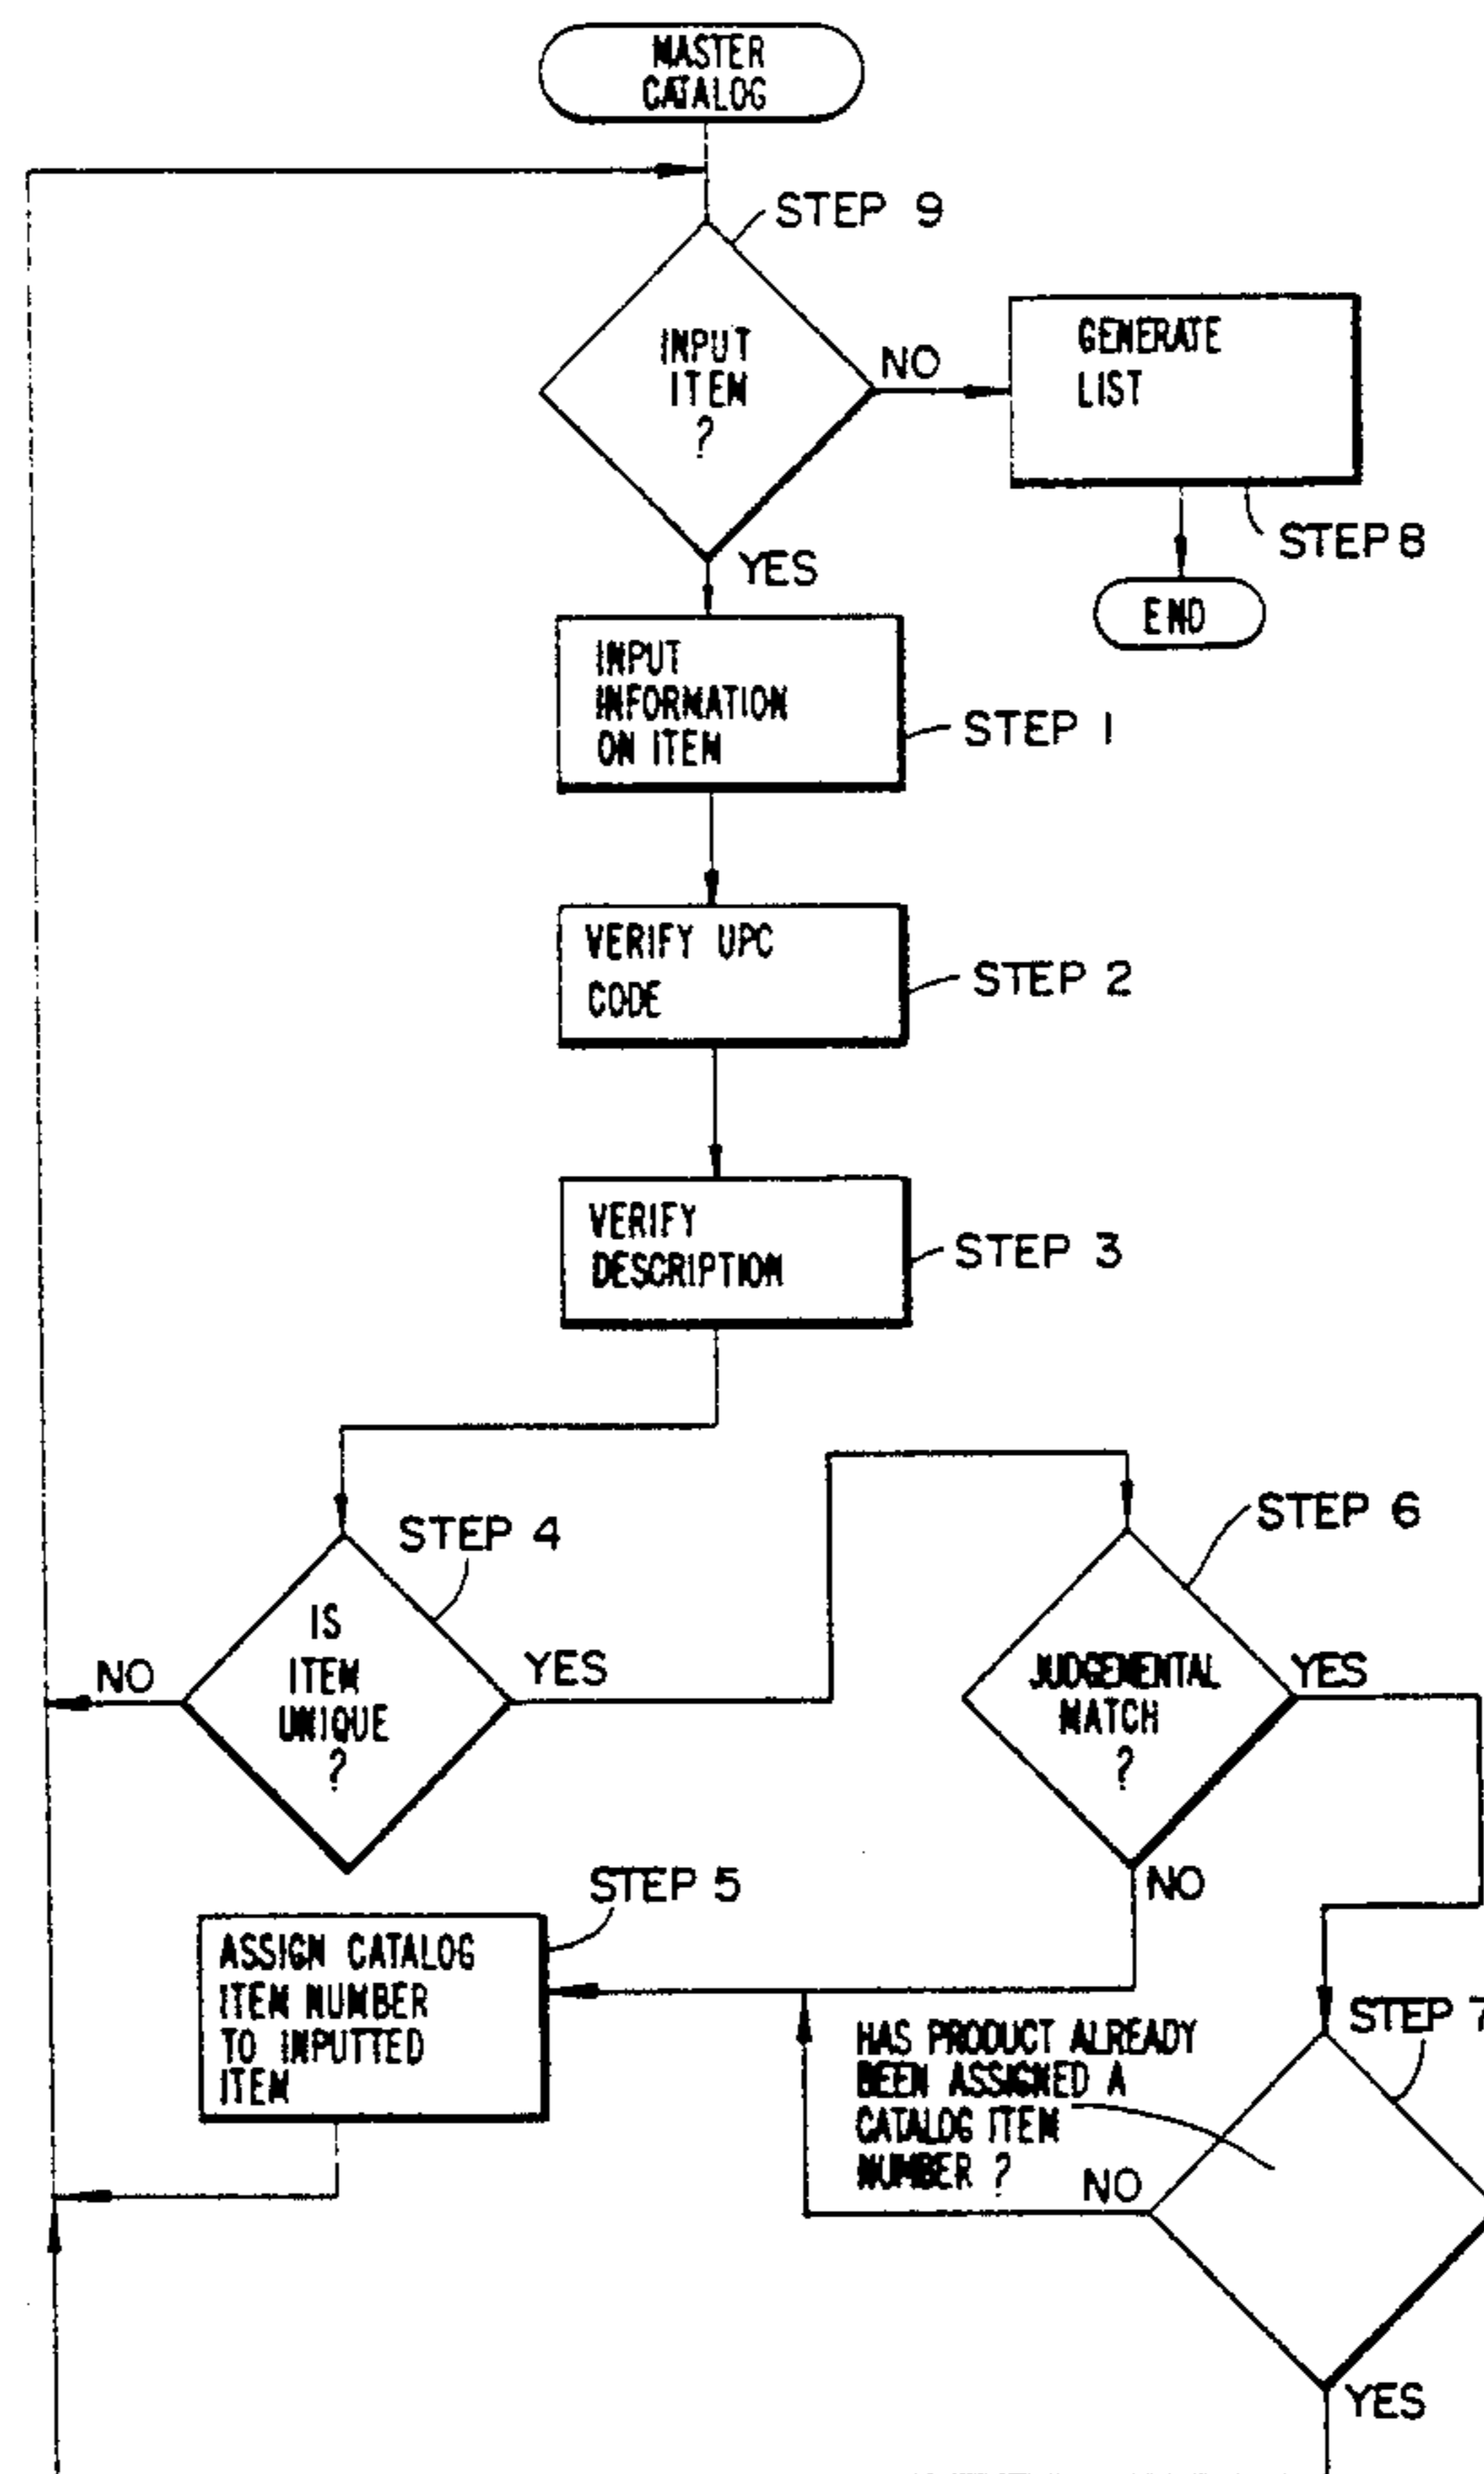 MASTER
CATALOG
STEP 9
INPUT
ITEM
?
NO
GENERATE
LIST
STEP 8
YES
END
INPUT
INFORMATION
ON ITEM
STEP 1
VERIFY UPC
CODE
STEP 2
VERIFY
DESCRIPTION
STEP 3
STEP 4
IS
ITEM
UNIQUE
?
NO
YES
STEP 6
JUDGEMENTAL
MATCH
?
YES
NO
STEP 5
ASSIGN CATALOG
ITEM NUMBER
TO INPUTTED
ITEM
STEP 7
HAS PRODUCT ALREADY
BEEN ASSIGNED A
CATALOG ITEM
NUMBER ?
NO
YES